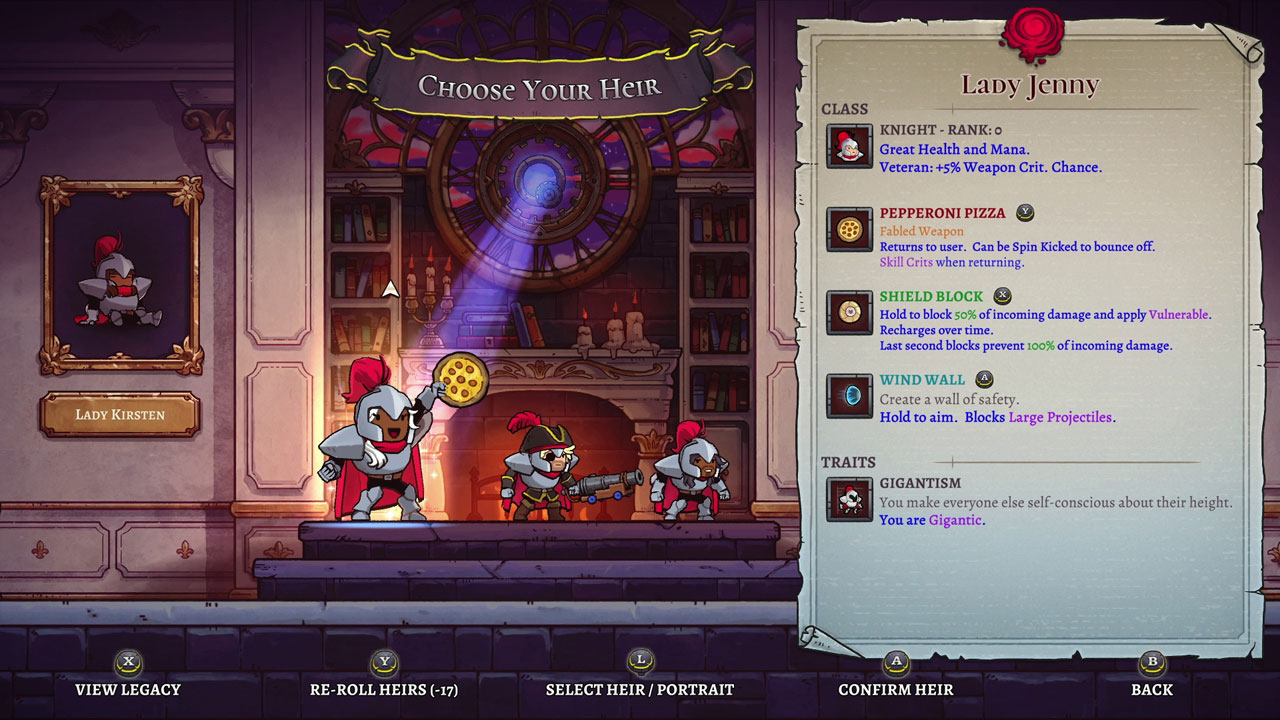 Choose Your Heir
Lady Kirsten
Lady Jenny
CLASS
KNIGHT - RANK: 0
Great Health and Mana.
Veteran: +5% Weapon Crit. Chance.
PEPPERONI PIZZA Y
Fabled Weapon
Returns to user. Can be Spin Kicked to bounce off.
Skill Crits when returning.
SHIELD BLOCK X
Hold to block 50% of incoming damage and apply Vulnerable.
Recharges over time.
Last second blocks prevent 100% of incoming damage.
WIND WALL A
Create a wall of safety.
Hold to aim. Blocks Large Projectiles.
TRAITS
GIGANTISM
You make everyone else self-conscious about their height.
You are Gigantic.
X Y L A B
VIEW LEGACY RE-ROLL HEIRS (-17) SELECT HEIR / PORTRAIT CONFIRM HEIR BACK